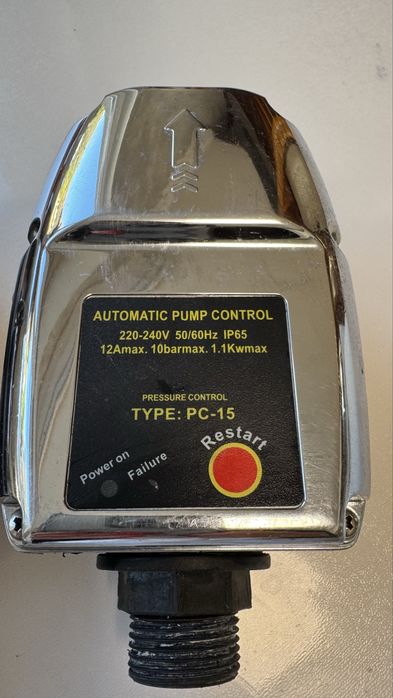 AUTOMATIC PUMP CONTROL
220-240V 50/60Hz IP65
12Amax. 10barmax. 1.1Kwmax
PRESSURE CONTROL
TYPE: PC-15
Restart
Power on
Failure